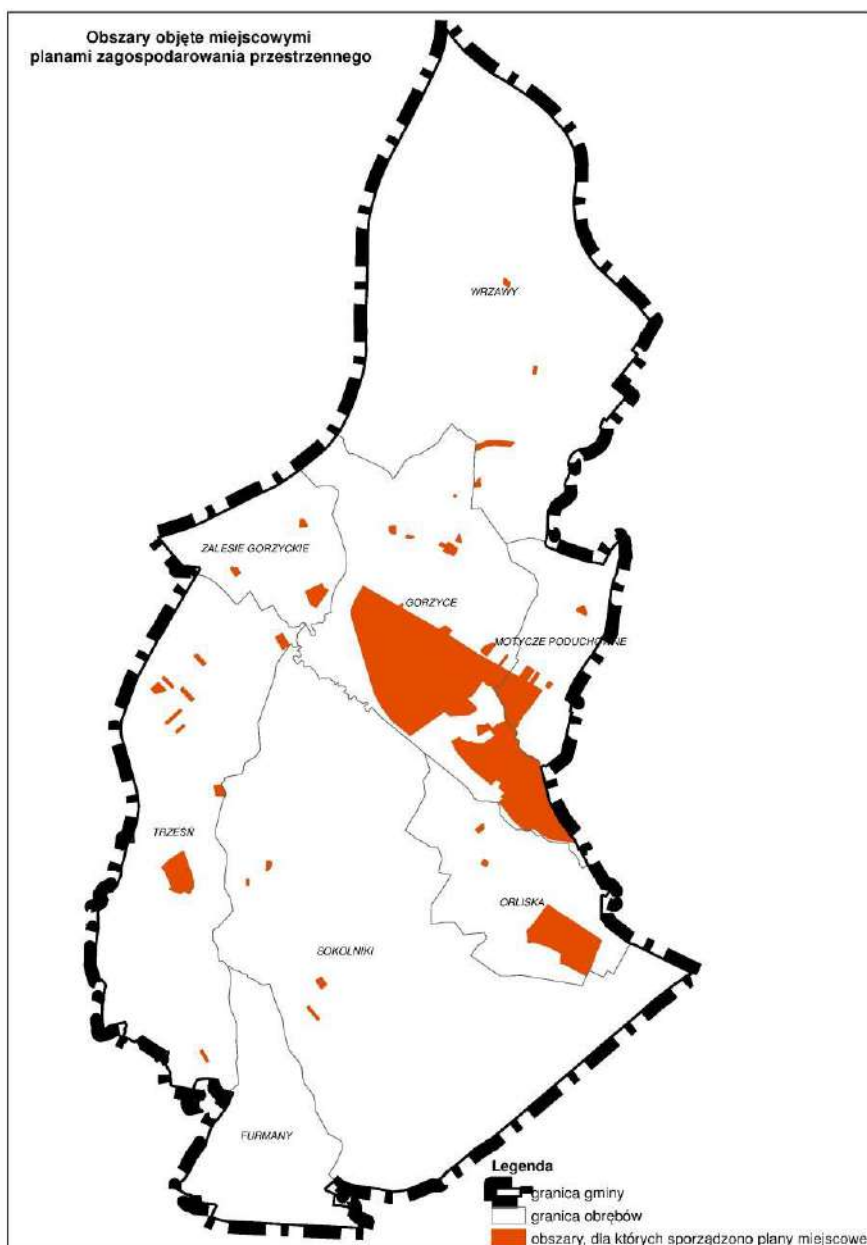 Obszary objęte miejscowymi
planami zagospodarowania przestrzennego
WRZAWY
ZALESIE GORZYCKIE
GORZYCE
MOTYCZE PODUCHOWNE
TRZEŚŃ
ORLISKA
SOKOLNIKI
FURMANY
Legenda
granica gminy
granica obrębów
obszary, dla których sporządzono plany miejscowe